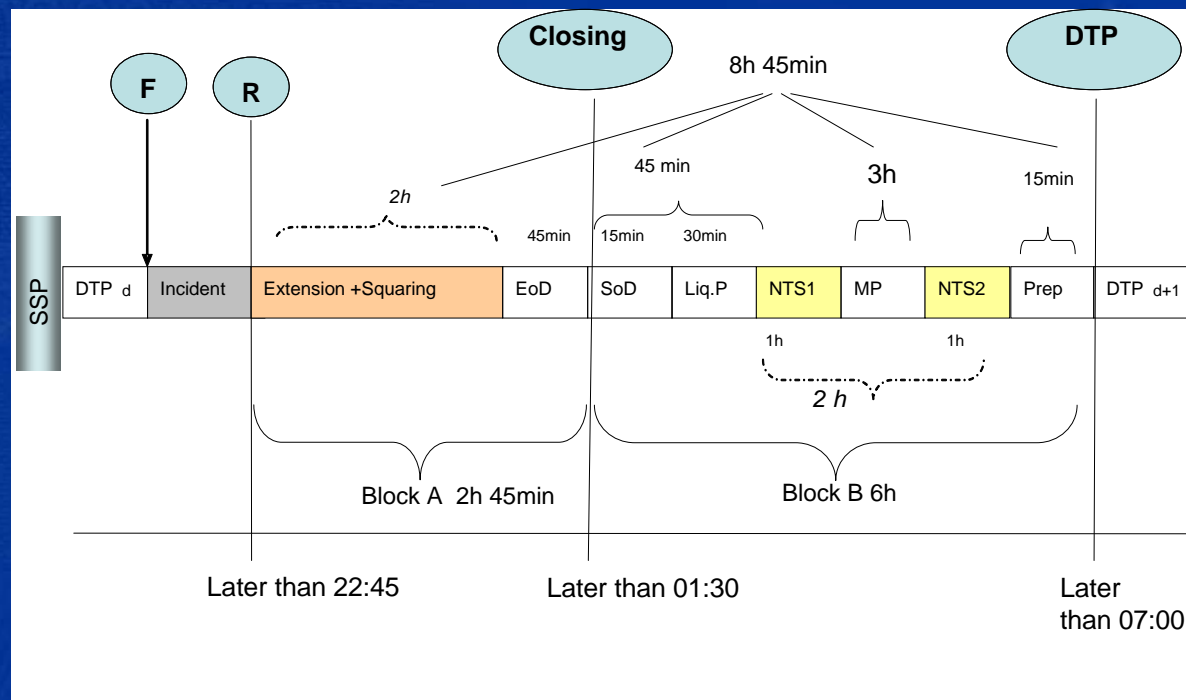 Closing
DTP
8h 45min
F
R
45 min
3h
15min
2h
45min
15min
30min
SSP
DTP d
Incident
Extension +Squaring
EoD
SoD
Liq.P
NTS1
MP
NTS2
Prep
DTP d+1
1h
1h
2 h
Block A 2h 45min
Block B 6h
Later than 22:45
Later than 01:30
Later
than 07:00